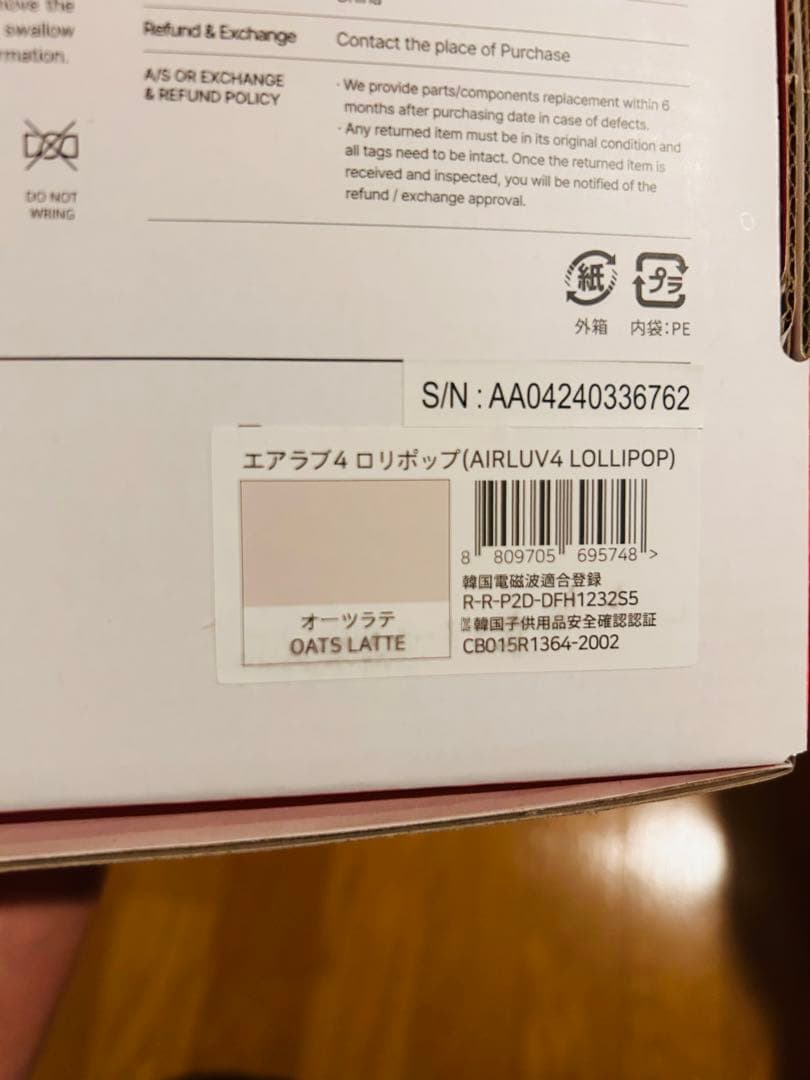 ove the
swallow
rmation.
DO NOT
WRING
Refund & Exchange
Contact the place of Purchase
A/S OR EXCHANGE
& REFUND POLICY
· We provide parts/components replacement within 6
months after purchasing date in case of defects.
· Any returned item must be in its original condition and
all tags need to be intact. Once the returned item is
received and inspected, you will be notified of the
refund / exchange approval.
紙
プラ
外箱
内袋:PE
S/N : AA04240336762
エアラブ4 ロリポップ(AIRLUV4 LOLLIPOP)
オーツラテ
OATS LATTE
8 809705 695748 >
韓国電磁波適合登録
R-R-P2D-DFH1232S5
韓国子供用品安全確認認証
CB015R1364-2002